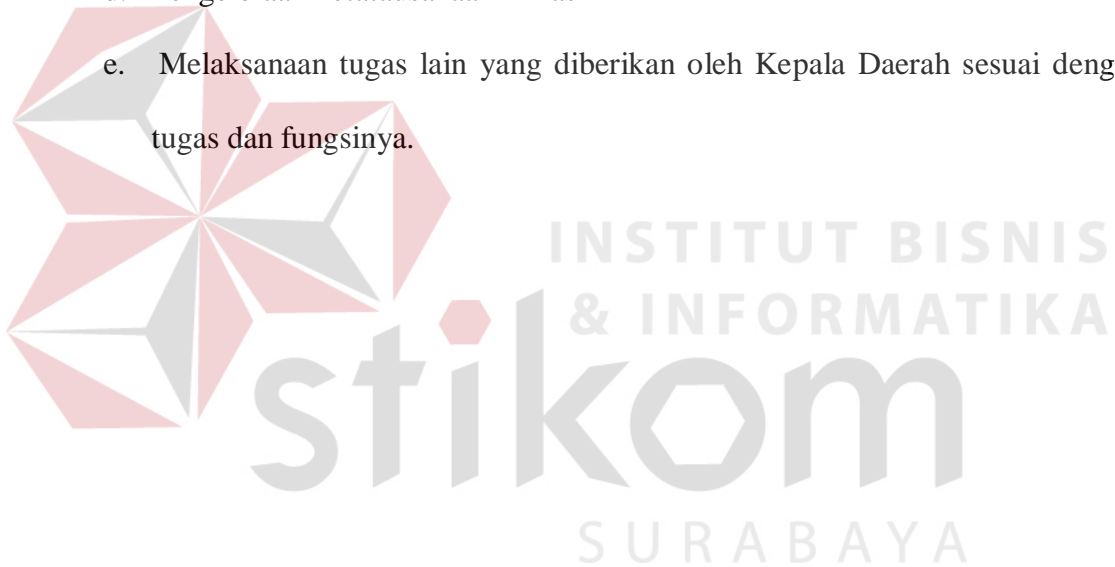 e. Melaksanaan tugas lain yang diberikan oleh Kepala Daerah sesuai deng
tugas dan fungsinya.
INSTITUT BISNIS
& INFORMATIKA
stikom
SURABAYA